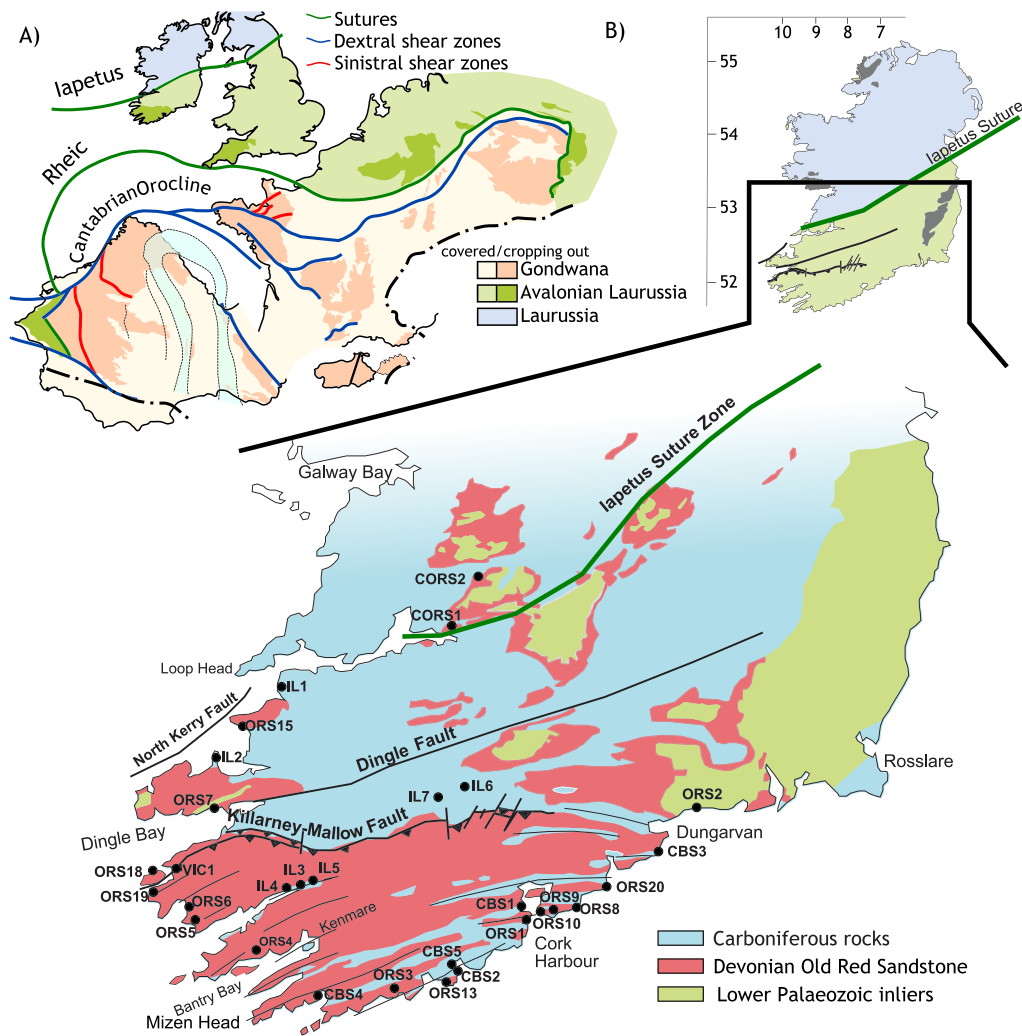 A)
Sutures
Dextral shear zones
Sinistral shear zones
Iapetus
Rheic
CantabrianOrocline
covered/cropping out
Gondwana
Avalonian Laurussia
Laurussia
B)
10 9 8 7
55
54
53
52
Iapetus Suture
Galway Bay
Iapetus Suture Zone
CORS2
CORS1
Loop Head
IL1
North Kerry Fault
ORS15
IL2
Dingle Fault
Rosslare
ORS7
IL7
IL6
ORS2
Killarney-Mallow Fault
Dingle Bay
Dungarvan
CBS3
ORS18
VIC1
IL5
IL3
IL4
ORS19
ORS6
ORS5
ORS20
CBS1
ORS9
ORS8
ORS10
ORS1
Kenmare
ORS4
Cork
Harbour
CBS5
CBS2
ORS3
ORS13
Bantry Bay
CBS4
Mizen Head
Carboniferous rocks
Devonian Old Red Sandstone
Lower Palaeozoic inliers